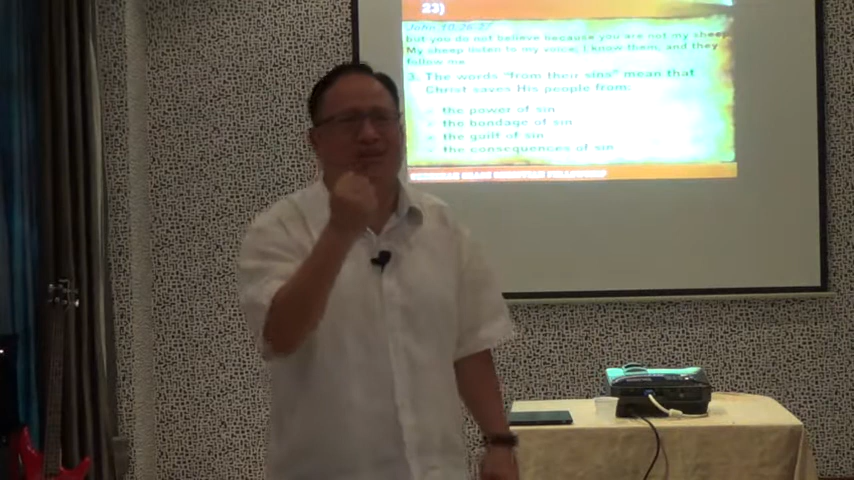 23)
John 10:26-27
but you do not believe because you are not my sheep.
My sheep listen to my voice; I know them, and they
follow me.
3. The words "from their sins" mean that
Christ saves His people from:
the power of sin
the bondage of sin
the guilt of sin
the consequences of sin
CHRISTIAN FELLOWSHIP